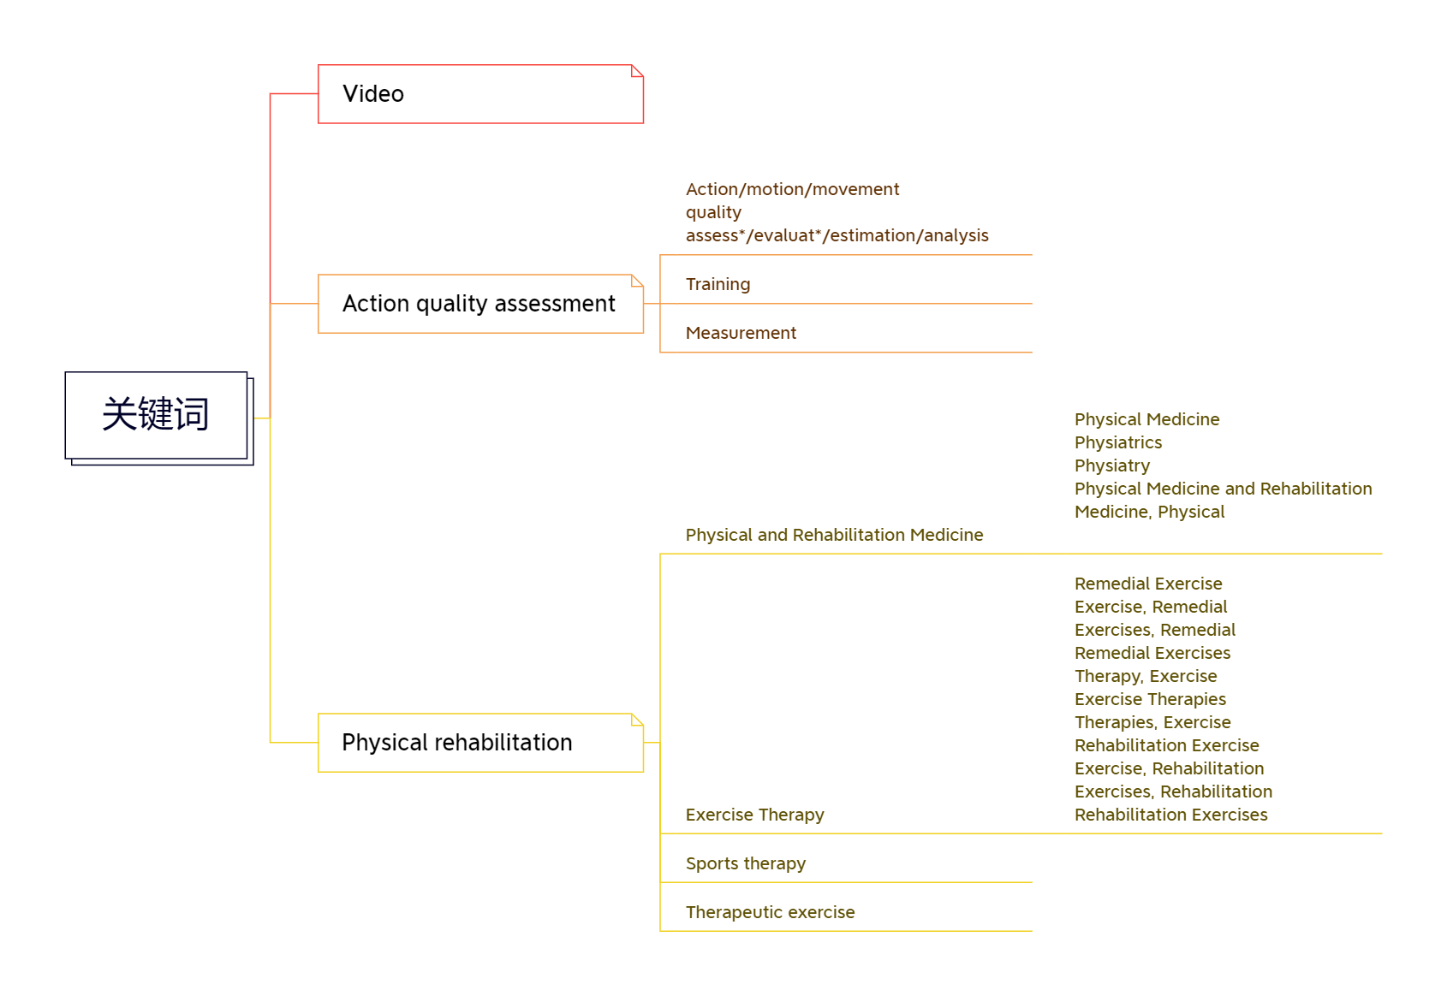 Video
Action/motion/movement
quality
assess*/evaluat*/estimation/analysis
Training
Action quality assessment
Measurement
关键词
Physical Medicine
Physiatrics
Physiatry
Physical Medicine and Rehabilitation
Medicine, Physical
Physical and Rehabilitation Medicine
Remedial Exercise
Exercise, Remedial
Exercises, Remedial
Remedial Exercises
Therapy, Exercise
Exercise Therapies
Therapies, Exercise
Rehabilitation Exercise
Exercise, Rehabilitation
Exercises, Rehabilitation
Rehabilitation Exercises
Physical rehabilitation
Exercise Therapy
Sports therapy
Therapeutic exercise